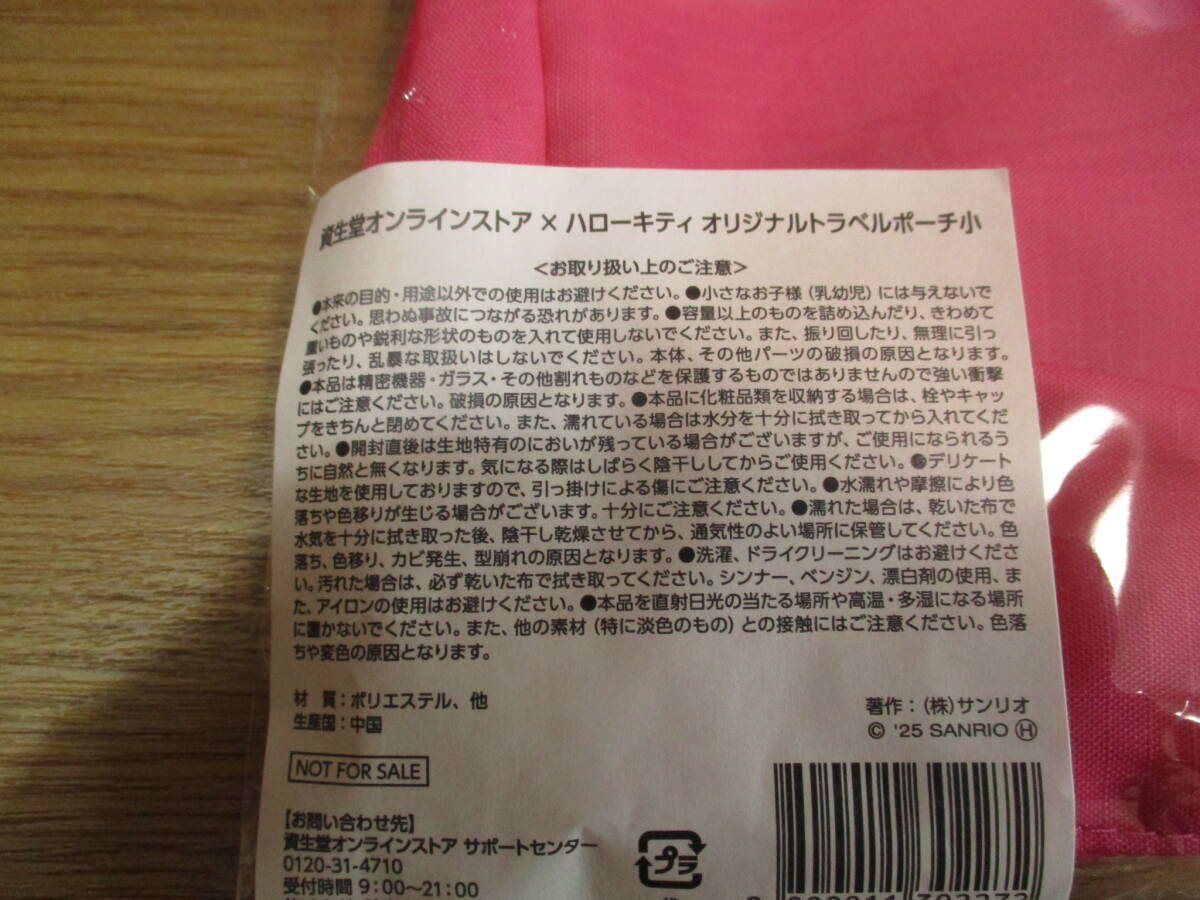 資生堂オンラインストア × ハローキティ オリジナルトラベルポーチ小
＜お取り扱い上のご注意＞
●本来の目的・用途以外での使用はお避けください。●小さなお子様（乳幼児）には与えないで
ください。思わぬ事故につながる恐れがあります。●容量以上のものを詰め込んだり、きわめて
重いものや鋭利な形状のものを入れて使用しないでください。また、振り回したり、無理に引っ
張ったり、乱暴な取扱いはしないでください。本体、その他パーツの破損の原因となります。
●本品は精密機器・ガラス・その他割れものなどを保護するものではありませんので強い衝撃
にはご注意ください。破損の原因となります。●本品に化粧品類を収納する場合は、栓やキャッ
プをきちんと閉めてください。また、濡れている場合は水分を十分に拭き取ってから入れてくだ
さい。●開封直後は生地特有のにおいが残っている場合がございますが、ご使用になられるう
ちに自然と無くなります。気になる際はしばらく陰干ししてからご使用ください。●デリケート
な生地を使用しておりますので、引っ掛けによる傷にご注意ください。●水濡れや摩擦により色
落ちや色移りが生じる場合がございます。十分にご注意ください。●濡れた場合は、乾いた布で
水気を十分に拭き取った後、陰干し乾燥させてから、通気性のよい場所に保管してください。色
落ち、色移り、カビ発生、型崩れの原因となります。●洗濯、ドライクリーニングはお避けくださ
い。汚れた場合は、必ず乾いた布で拭き取ってください。シンナー、ベンジン、漂白剤の使用、ま
た、アイロンの使用はお避けください。●本品を直射日光の当たる場所や高温・多湿になる場所
に置かないでください。また、他の素材（特に淡色のもの）との接触にはご注意ください。色落
ちや変色の原因となります。
材 質：ポリエステル、他
生産国：中国
著作：（株）サンリオ
© '25 SANRIO Ⓗ
NOT FOR SALE
【お問い合わせ先】
資生堂オンラインストア サポートセンター
0120-31-4710
受付時間 9：00～21：00
プラ